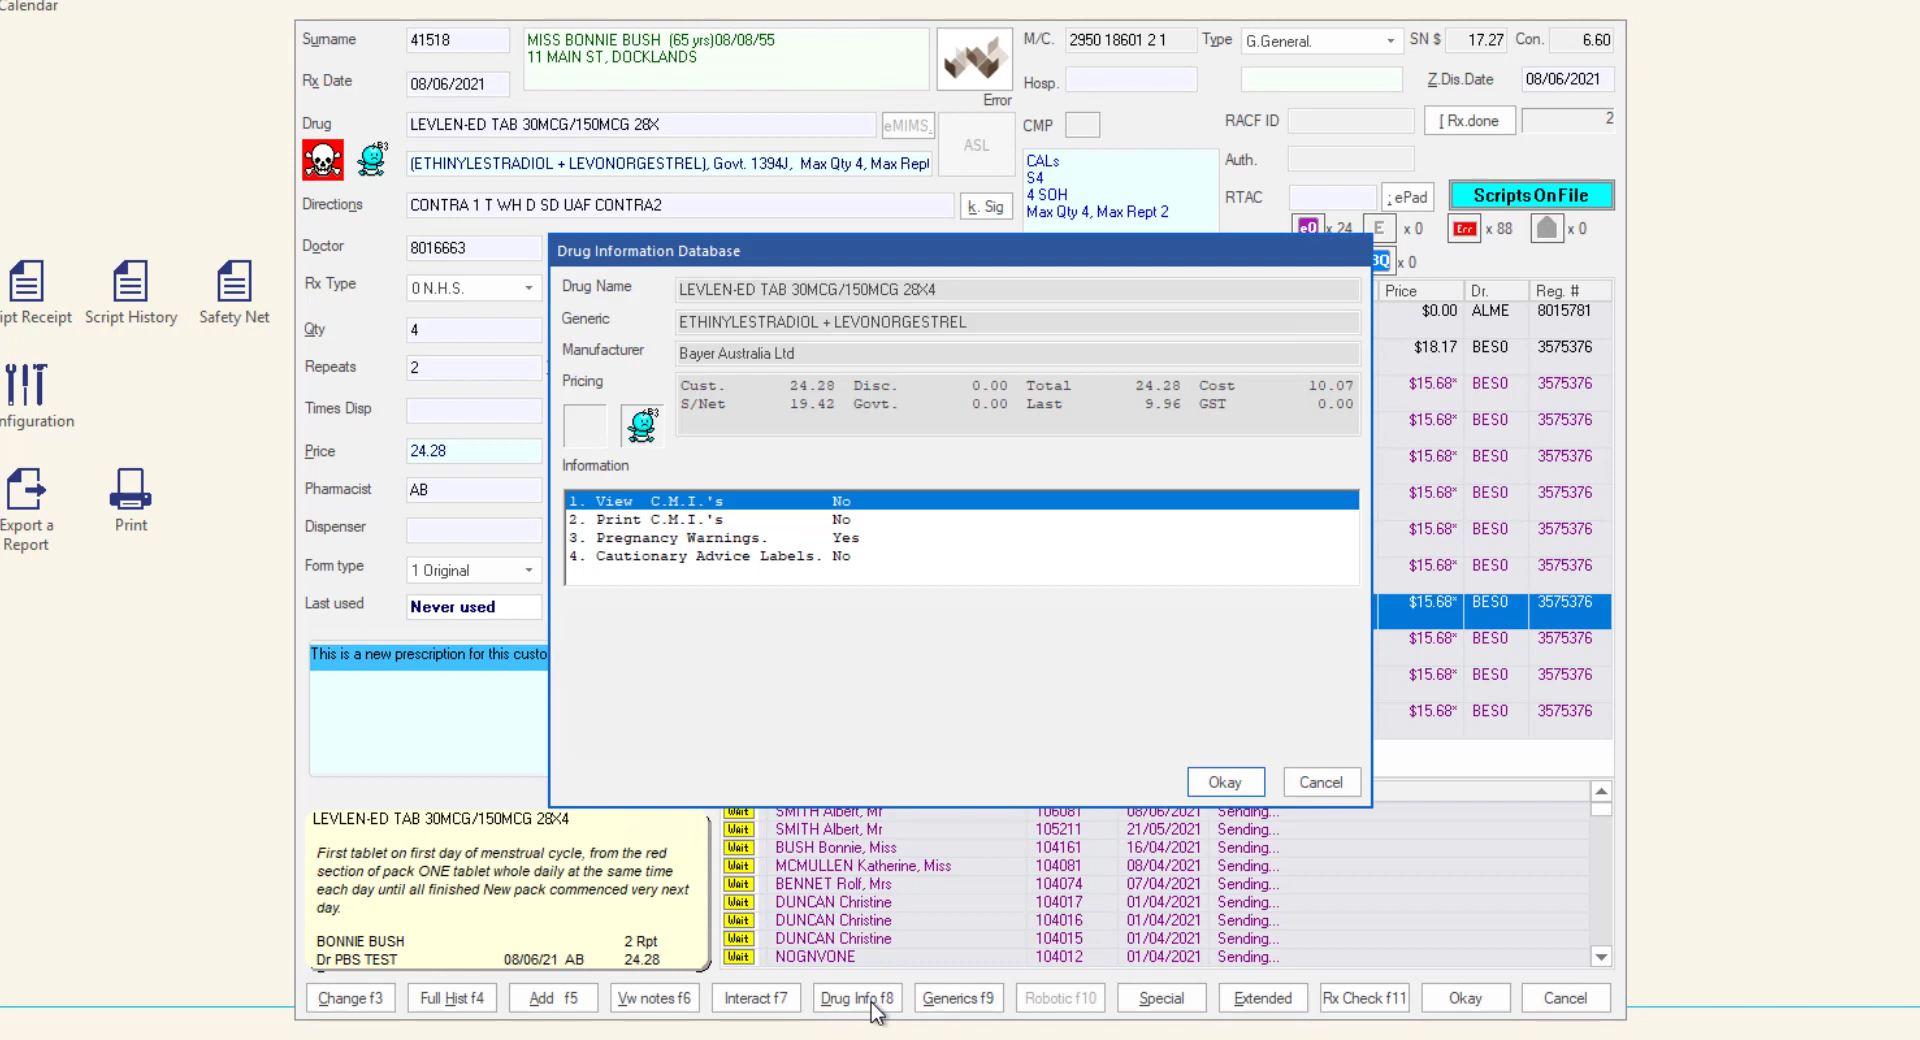 Calendar
Surname 41518 MISS BONNIE BUSH (65 yrs)08/08/55
11 MAIN ST, DOCKLANDS
M/C. 2950 18601 2 1 Type G.General. SN $ 17.27 Con. 6.60
Rx Date 08/06/2021 Error Hosp. Z.Dis.Date 08/06/2021
Drug LEVLEN-ED TAB 30MCG/150MCG 28X eMIMS. ASL CMP RACF ID [ Rx.done 2
B3 (ETHINYLESTRADIOL + LEVONORGESTREL), Govt. 1394J, Max Qty 4, Max Repl
CALs
S4
4 SOH
Max Qty 4, Max Rept 2
Auth.
RTAC ; ePad Scripts On File
Directions CONTRA 1 T WH D SD UAF CONTRA2 k. Sig
eQ x 24 E x 0 Err x 88 x 0
x 0
Doctor 8016663
Rx Type 0 N.H.S.
Qty 4
Repeats 2
Times Disp
Price 24.28
Pharmacist AB
Dispenser
Form type 1 Original
Last used Never used
ipt Receipt Script History Safety Net
nfiguration
Export a
Report
Print
Drug Information Database
Drug Name LEVLEN-ED TAB 30MCG/150MCG 28X4
Generic ETHINYLESTRADIOL + LEVONORGESTREL
Manufacturer Bayer Australia Ltd
Pricing Cust. 24.28 Disc. 0.00 Total 24.28 Cost 10.07
S/Net 19.42 Govt. 0.00 Last 9.96 GST 0.00
B3
Information
1. View C.M.I.'s No
2. Print C.M.I.'s No
3. Pregnancy Warnings. Yes
4. Cautionary Advice Labels. No
Okay Cancel
Price Dr. Reg. #
$0.00 ALME 8015781
$18.17 BESO 3575376
$15.68* BESO 3575376
$15.68* BESO 3575376
$15.68* BESO 3575376
$15.68* BESO 3575376
$15.68* BESO 3575376
$15.68* BESO 3575376
$15.68* BESO 3575376
$15.68* BESO 3575376
$15.68* BESO 3575376
$15.68* BESO 3575376
This is a new prescription for this custo
LEVLEN-ED TAB 30MCG/150MCG 28X4
First tablet on first day of menstrual cycle, from the red
section of pack ONE tablet whole daily at the same time
each day until all finished New pack commenced very next
day.
BONNIE BUSH 2 Rpt
Dr PBS TEST 08/06/21 AB 24.28
Wait SMITH Albert, Mr 106081 08/06/2021 Sending...
Wait SMITH Albert, Mr 105211 21/05/2021 Sending...
Wait BUSH Bonnie, Miss 104161 16/04/2021 Sending...
Wait MCMULLEN Katherine, Miss 104081 08/04/2021 Sending...
Wait BENNET Rolf, Mrs 104074 07/04/2021 Sending...
Wait DUNCAN Christine 104017 01/04/2021 Sending...
Wait DUNCAN Christine 104016 01/04/2021 Sending...
Wait DUNCAN Christine 104015 01/04/2021 Sending...
Wait NOGNVONE 104012 01/04/2021 Sending...
Change f3 Full Hist f4 Add f5 Vw notes f6 Interact f7 Drug Info f8 Generics f9 Robotic f10 Special Extended Rx Check f11 Okay Cancel